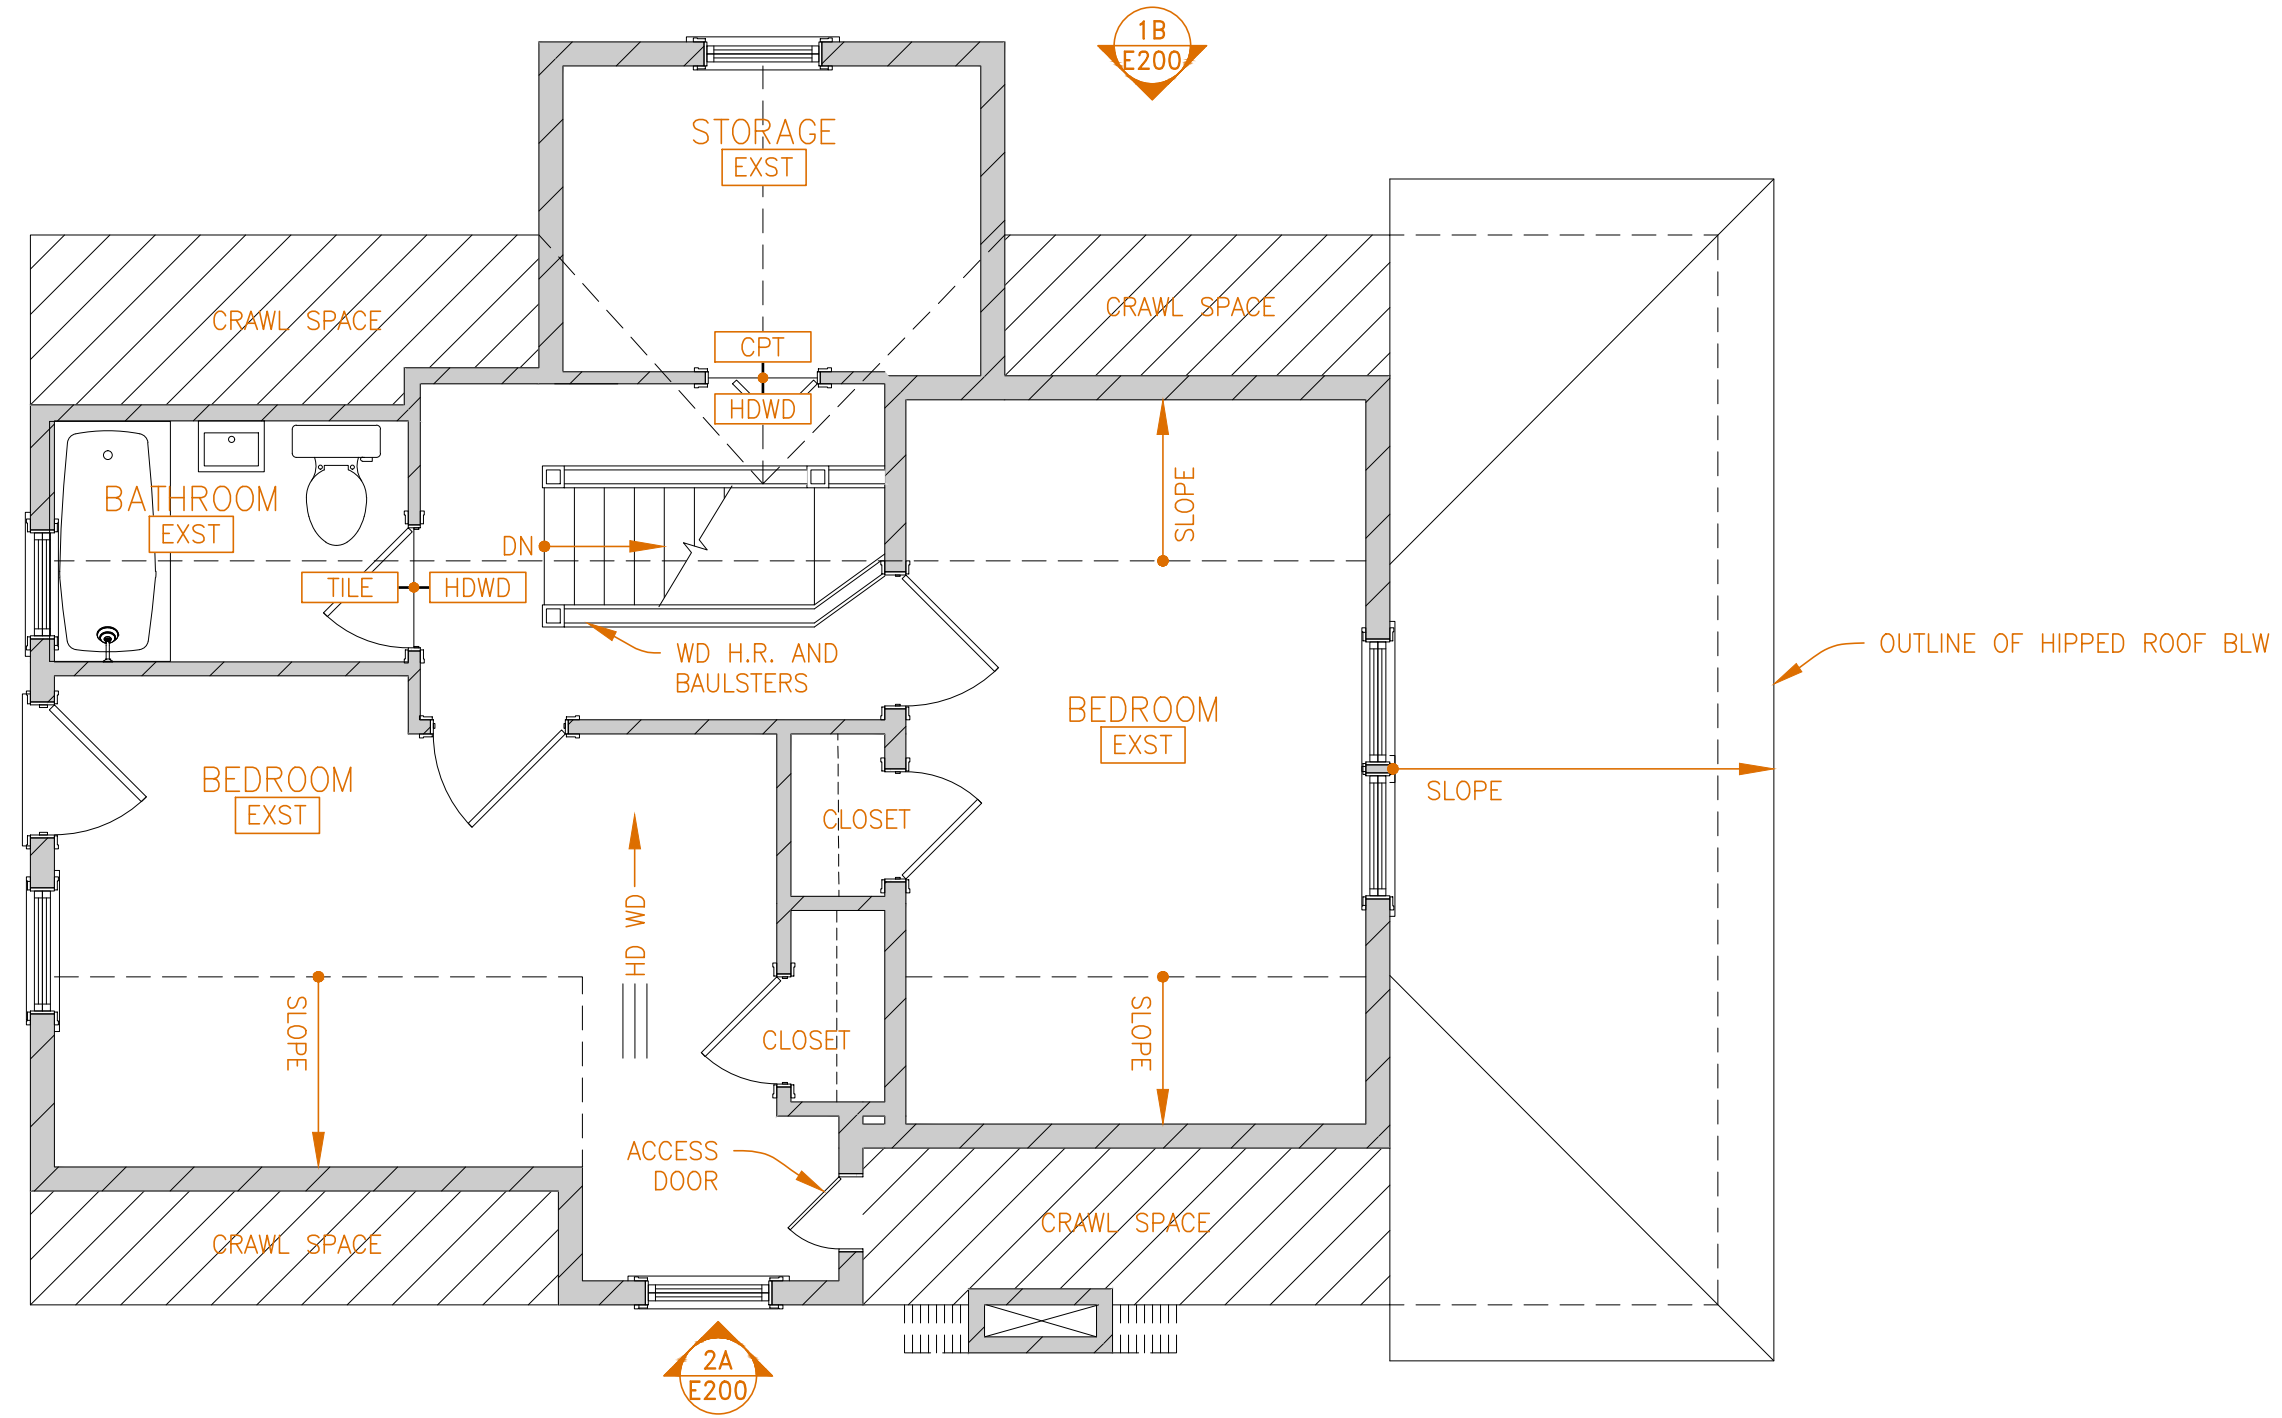 1B
E200
STORAGE
EXST
CRAWL SPACE
CRAWL SPACE
CPT
HDWD
BATHROOM
EXST
SLOPE
DN
TILE
HDWD
WD H.R. AND
BAULSTERS
OUTLINE OF HIPPED ROOF BLW
BEDROOM
EXST
BEDROOM
EXST
SLOPE
CLOSET
HD WD
SLOPE
CLOSET
SLOPE
ACCESS
DOOR
CRAWL SPACE
CRAWL SPACE
2A
E200